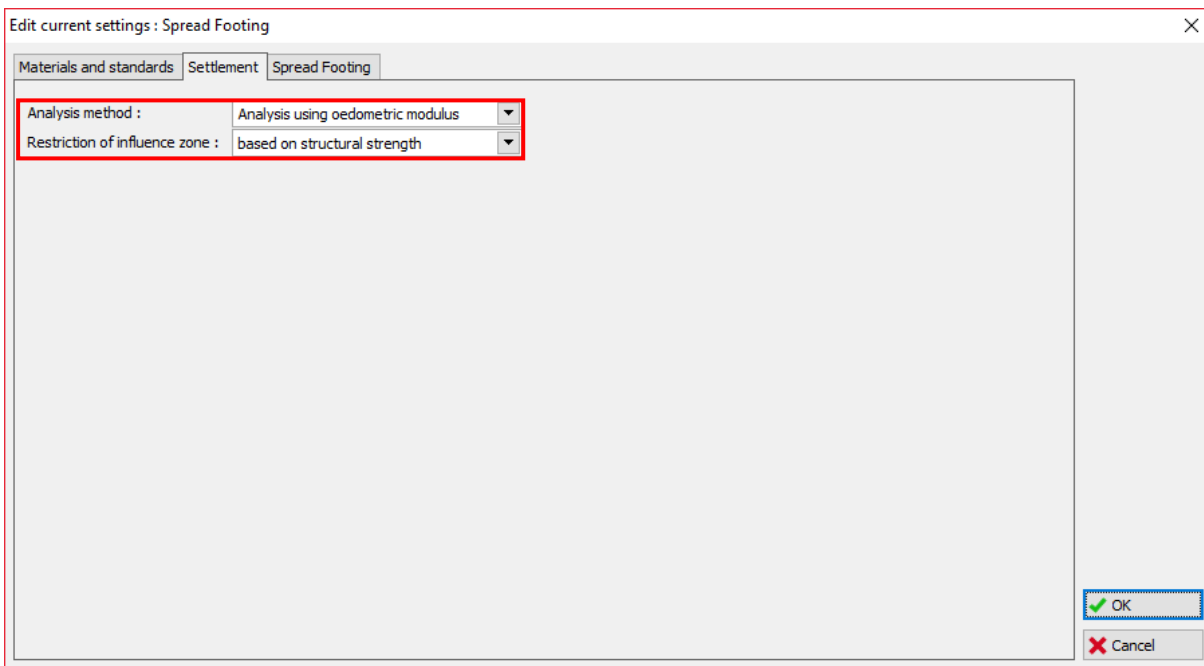 Edit current settings : Spread Footing
Materials and standards Settlement Spread Footing
Analysis method : Analysis using oedometric modulus
Restriction of influence zone : based on structural strength
OK
Cancel